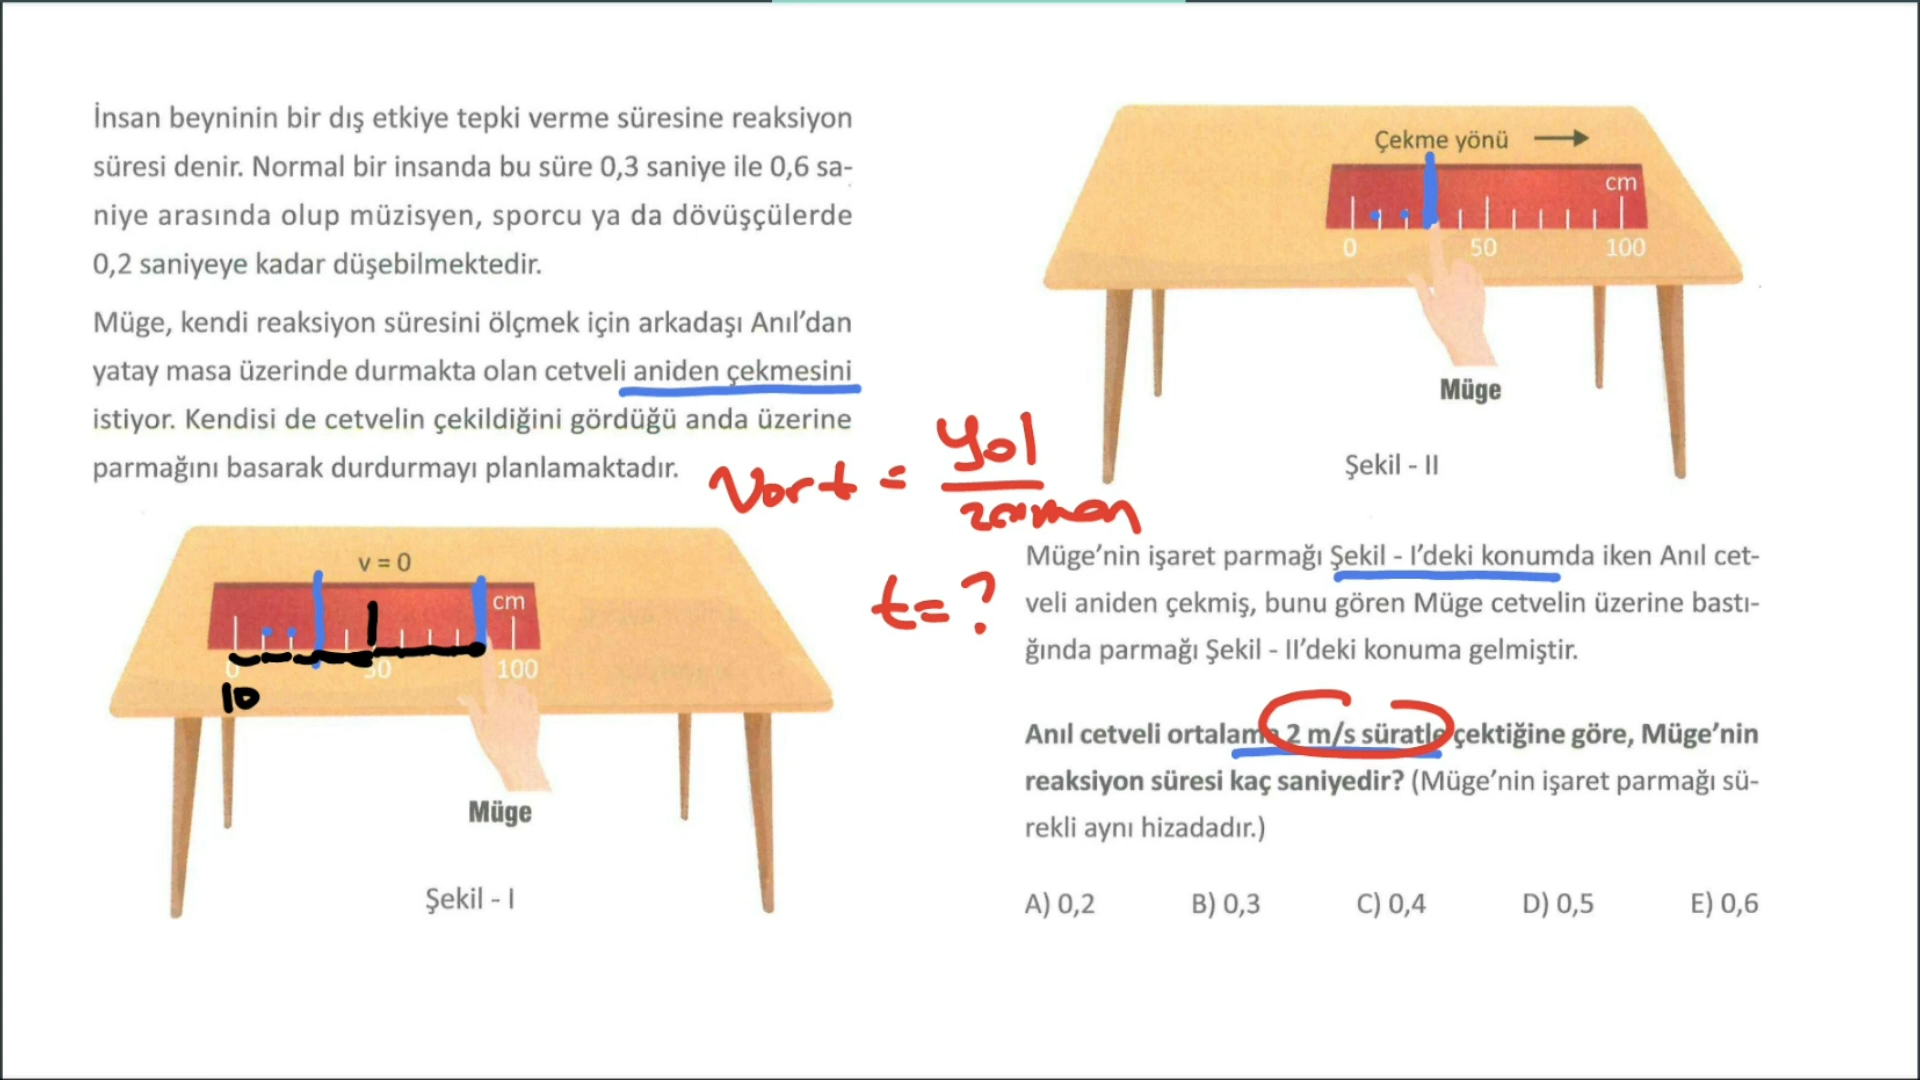 İnsan beyninin bir dış etkiye tepki verme süresine reaksiyon
süresi denir. Normal bir insanda bu süre 0,3 saniye ile 0,6 sa-
niye arasında olup müzisyen, sporcu ya da dövüşçülerde
0,2 saniyeye kadar düşebilmektedir.
Müge, kendi reaksiyon süresini ölçmek için arkadaşı Anıl'dan
yatay masa üzerinde durmakta olan cetveli aniden çekmesini
istiyor. Kendisi de cetvelin çekildiğini gördüğü anda üzerine
parmağını basarak durdurmayı planlamaktadır.
v = 0
cm
0 50 100
10
Müge
Şekil - I
Vort = yol
zaman
t = ?
Çekme yönü
cm
0 50 100
Müge
Şekil - II
Müge'nin işaret parmağı Şekil - I'deki konumda iken Anıl cet-
veli aniden çekmiş, bunu gören Müge cetvelin üzerine bastı-
ğında parmağı Şekil - II'deki konuma gelmiştir.
Anıl cetveli ortalama 2 m/s süratle çektiğine göre, Müge'nin
reaksiyon süresi kaç saniyedir? (Müge'nin işaret parmağı sü-
rekli aynı hizadadır.)
A) 0,2 B) 0,3 C) 0,4 D) 0,5 E) 0,6